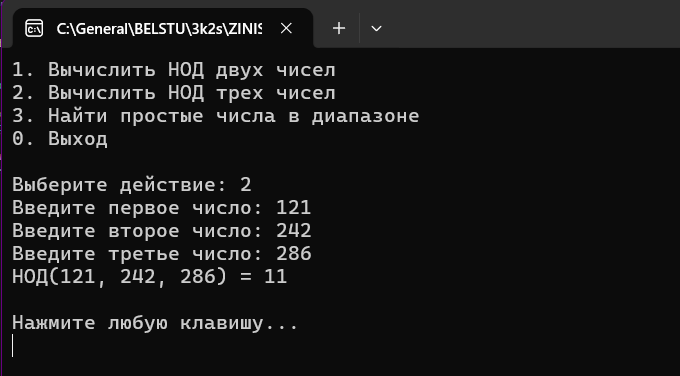 C:\General\BELSTU\3k2s\ZINIS
1. Вычислить НОД двух чисел
2. Вычислить НОД трех чисел
3. Найти простые числа в диапазоне
0. Выход
Выберите действие: 2
Введите первое число: 121
Введите второе число: 242
Введите третье число: 286
НОД(121, 242, 286) = 11
Нажмите любую клавишу...